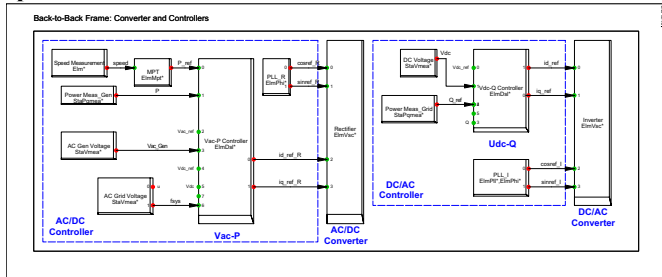 Back-to-Back Frame: Converter and Controllers
Speed Measurement
Elm*
speed
MPT
ElmMpt*
P_ref
Power Meas_Gen
StaPqmea*
P
AC Gen Voltage
StaVmea*
Vac_ref
Vac_Gen
Vdc_ref
Vdc
AC Grid Voltage
StaVmea*
u
fsys
Vac-P Controller
ElmDsl*
AC/DC
Controller
Vac-P
PLL_R
ElmPhi*
cosref_R
sinref_R
id_ref_R
iq_ref_R
Rectifier
ElmVsc*
AC/DC
Converter
DC Voltage
StaVmea*
Vdc
Vdc_ref
Power Meas_Grid
StaPqmea*
Q_ref
Q
Vdc-Q Controller
ElmDsl*
Udc-Q
id_ref
iq_ref
DC/AC
Controller
PLL_I
ElmPll*,ElmPhi*
cosref_I
sinref_I
Inverter
ElmVsc*
DC/AC
Converter